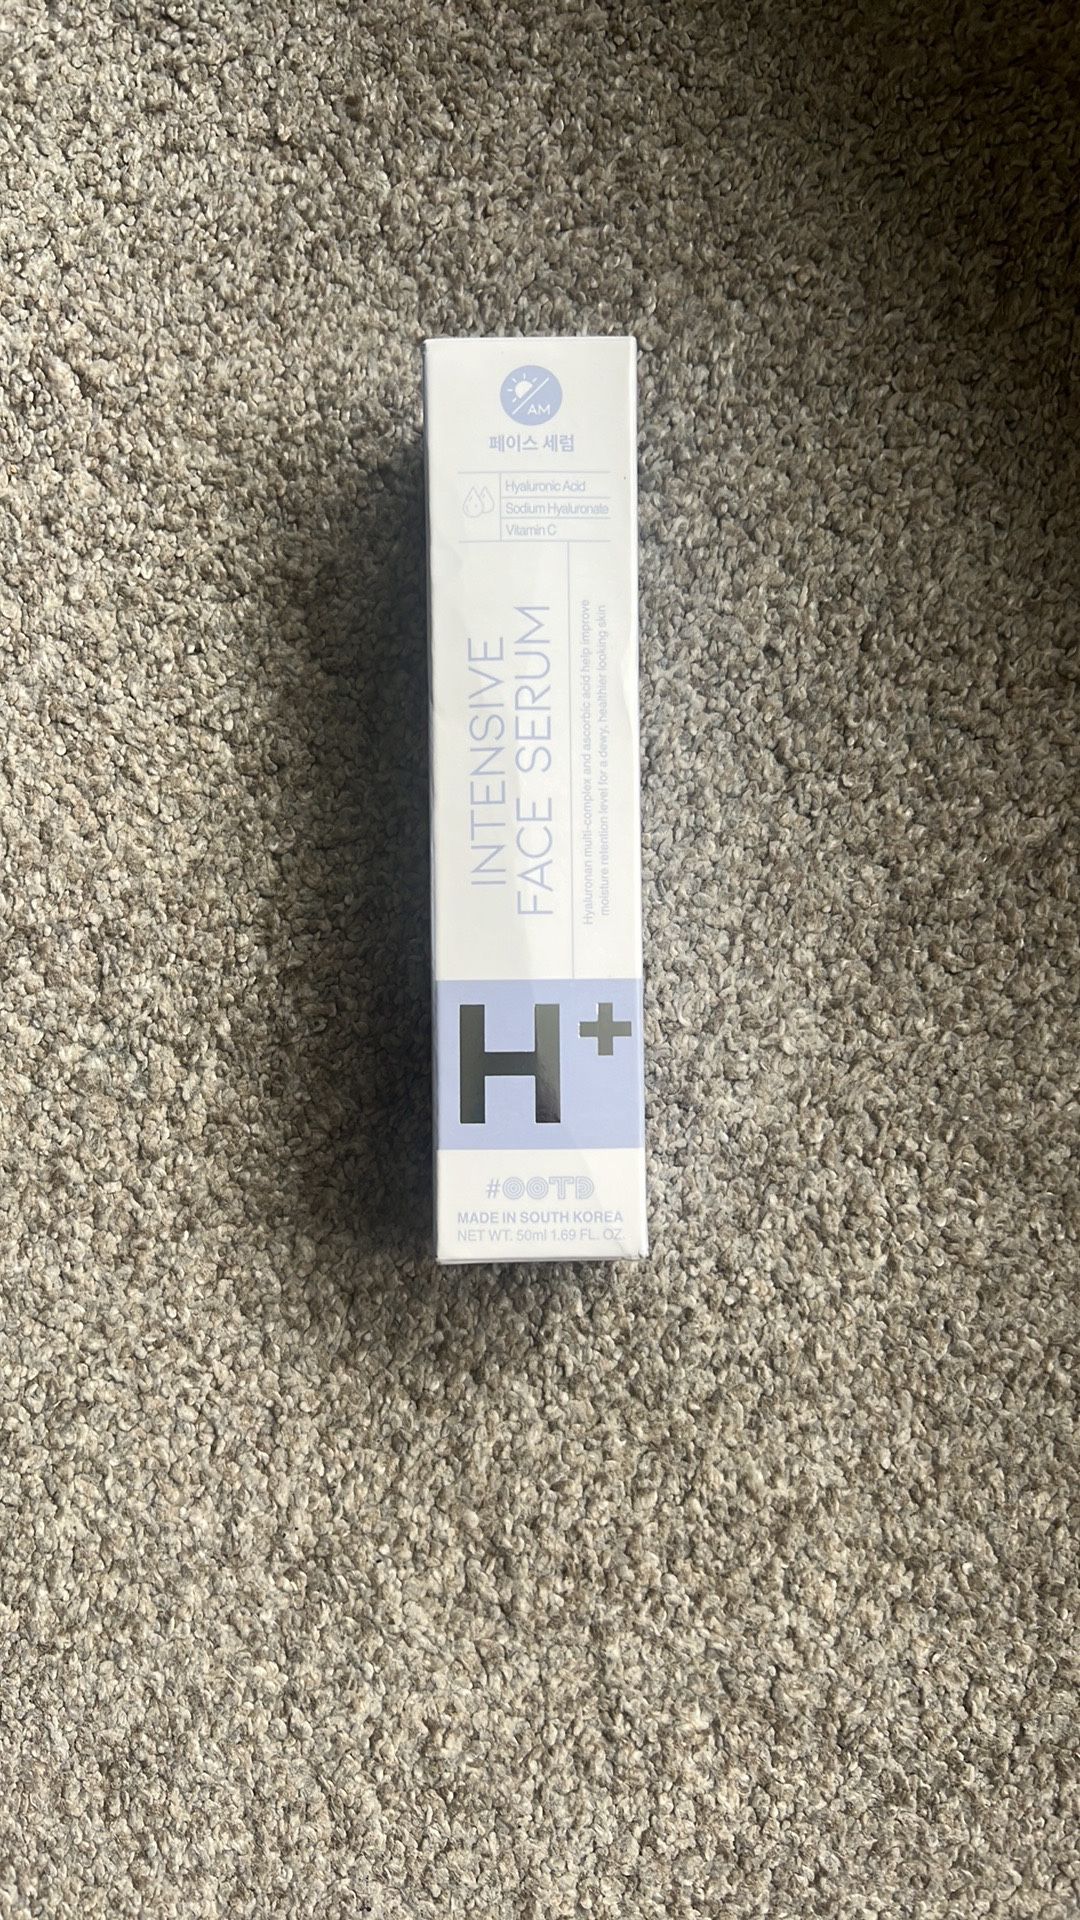 AM
페이스 세럼
Hyaluronic Acid
Sodium Hyaluronate
Vitamin C
INTENSIVE
FACE SERUM
Hyaluronan multi-complex and ascorbic acid help improve
moisture retention level for a dewy, healthier looking skin
H+
#OOTD
MADE IN SOUTH KOREA
NET WT. 50ml 1.69 FL. OZ.